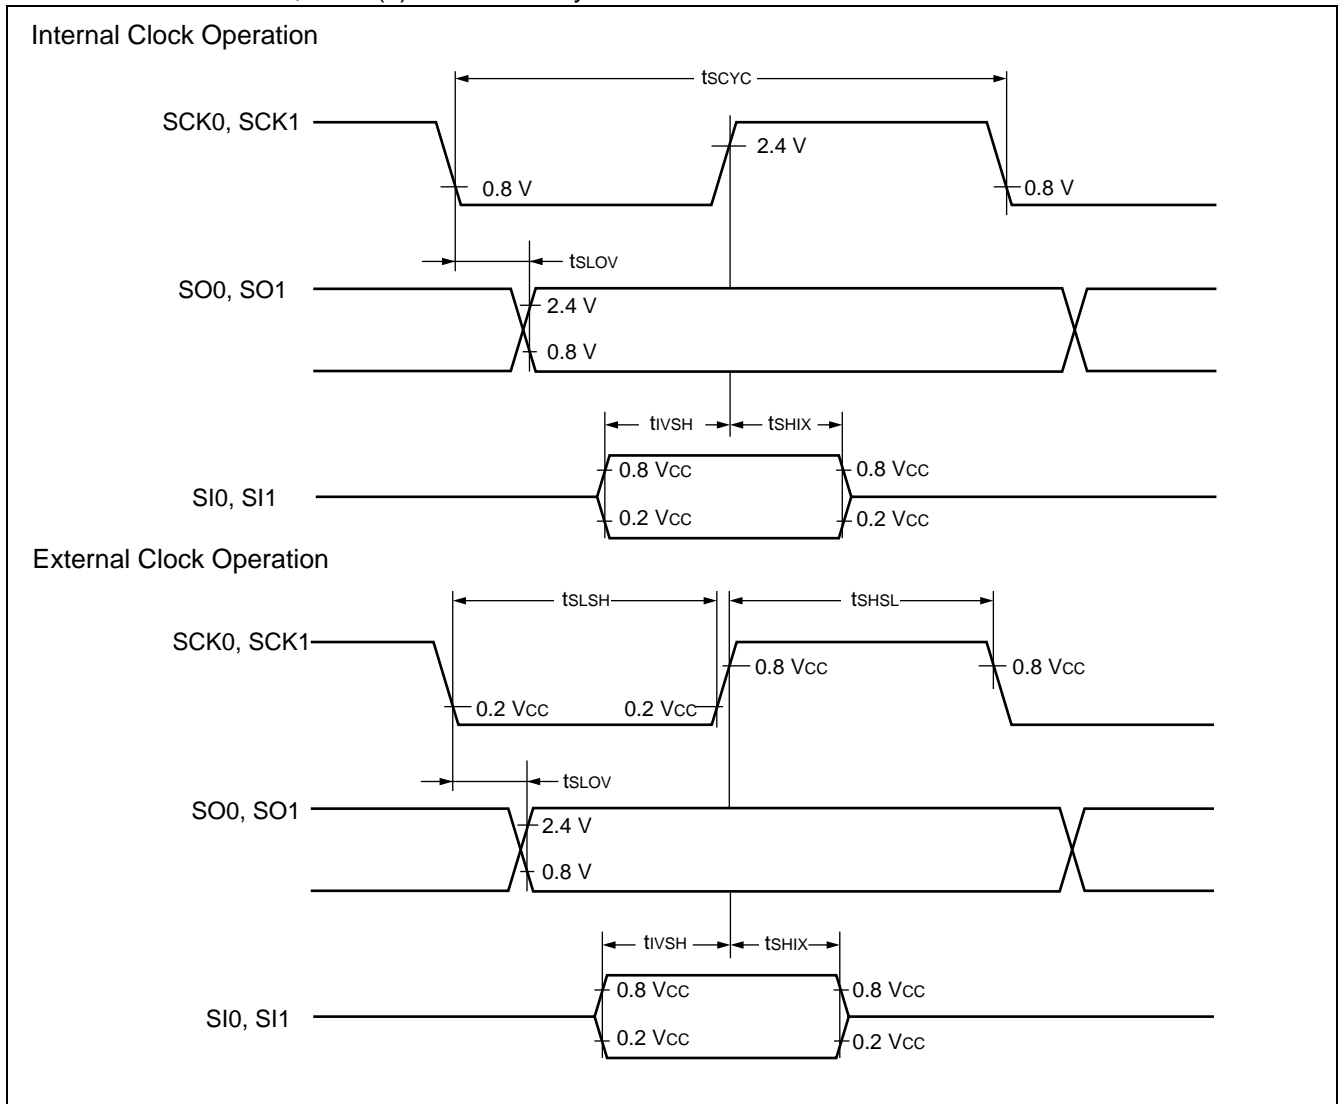 Internal Clock Operation
tSCYC
SCK0, SCK1
2.4 V
0.8 V
0.8 V
tSLOV
SO0, SO1
2.4 V
0.8 V
tIVSH
tSHIX
0.8 VCC
0.8 VCC
SI0, SI1
0.2 VCC
0.2 VCC
External Clock Operation
tSLSH
tSHSL
SCK0, SCK1
0.8 VCC
0.8 VCC
0.2 VCC
0.2 VCC
tSLOV
SO0, SO1
2.4 V
0.8 V
tIVSH
tSHIX
0.8 VCC
0.8 VCC
SI0, SI1
0.2 VCC
0.2 VCC